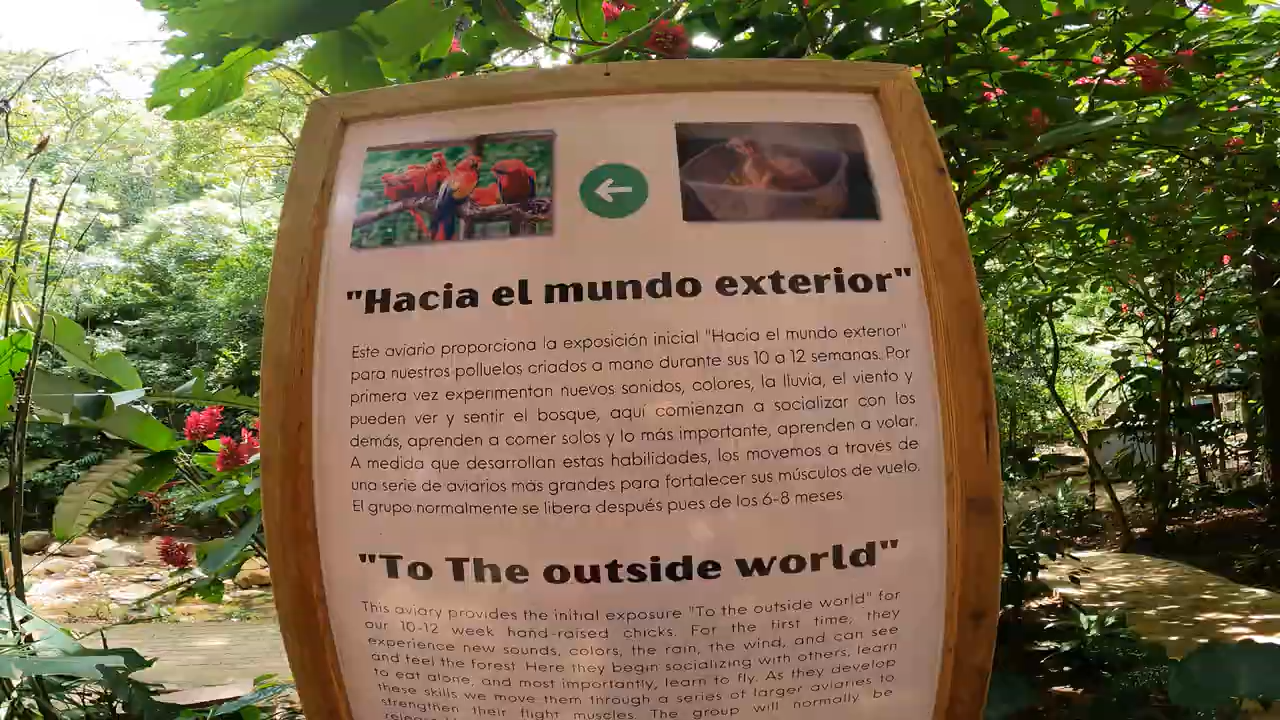 "Hacia el mundo exterior"
Este aviario proporciona la exposición inicial "Hacia el mundo exterior"
para nuestros polluelos criados a mano durante sus 10 a 12 semanas. Por
primera vez experimentan nuevos sonidos, colores, la lluvia, el viento y
pueden ver y sentir el bosque, aquí comienzan a socializar con los
demás, aprenden a comer solos y lo más importante, aprenden a volar.
A medida que desarrollan estas habilidades, los movemos a través de
una serie de aviarios más grandes para fortalecer sus músculos de vuelo.
El grupo normalmente se libera después pues de los 6-8 meses.
"To The outside world"
This aviary provides the initial exposure "To the outside world" for
our 10-12 week hand-raised chicks. For the first time, they
experience new sounds, colors, the rain, the wind, and can see
and feel the forest. Here they begin socializing with others, learn
to eat alone, and most importantly, learn to fly. As they develop
these skills we move them through a series of larger aviaries to
strengthen their flight muscles. The group will normally be